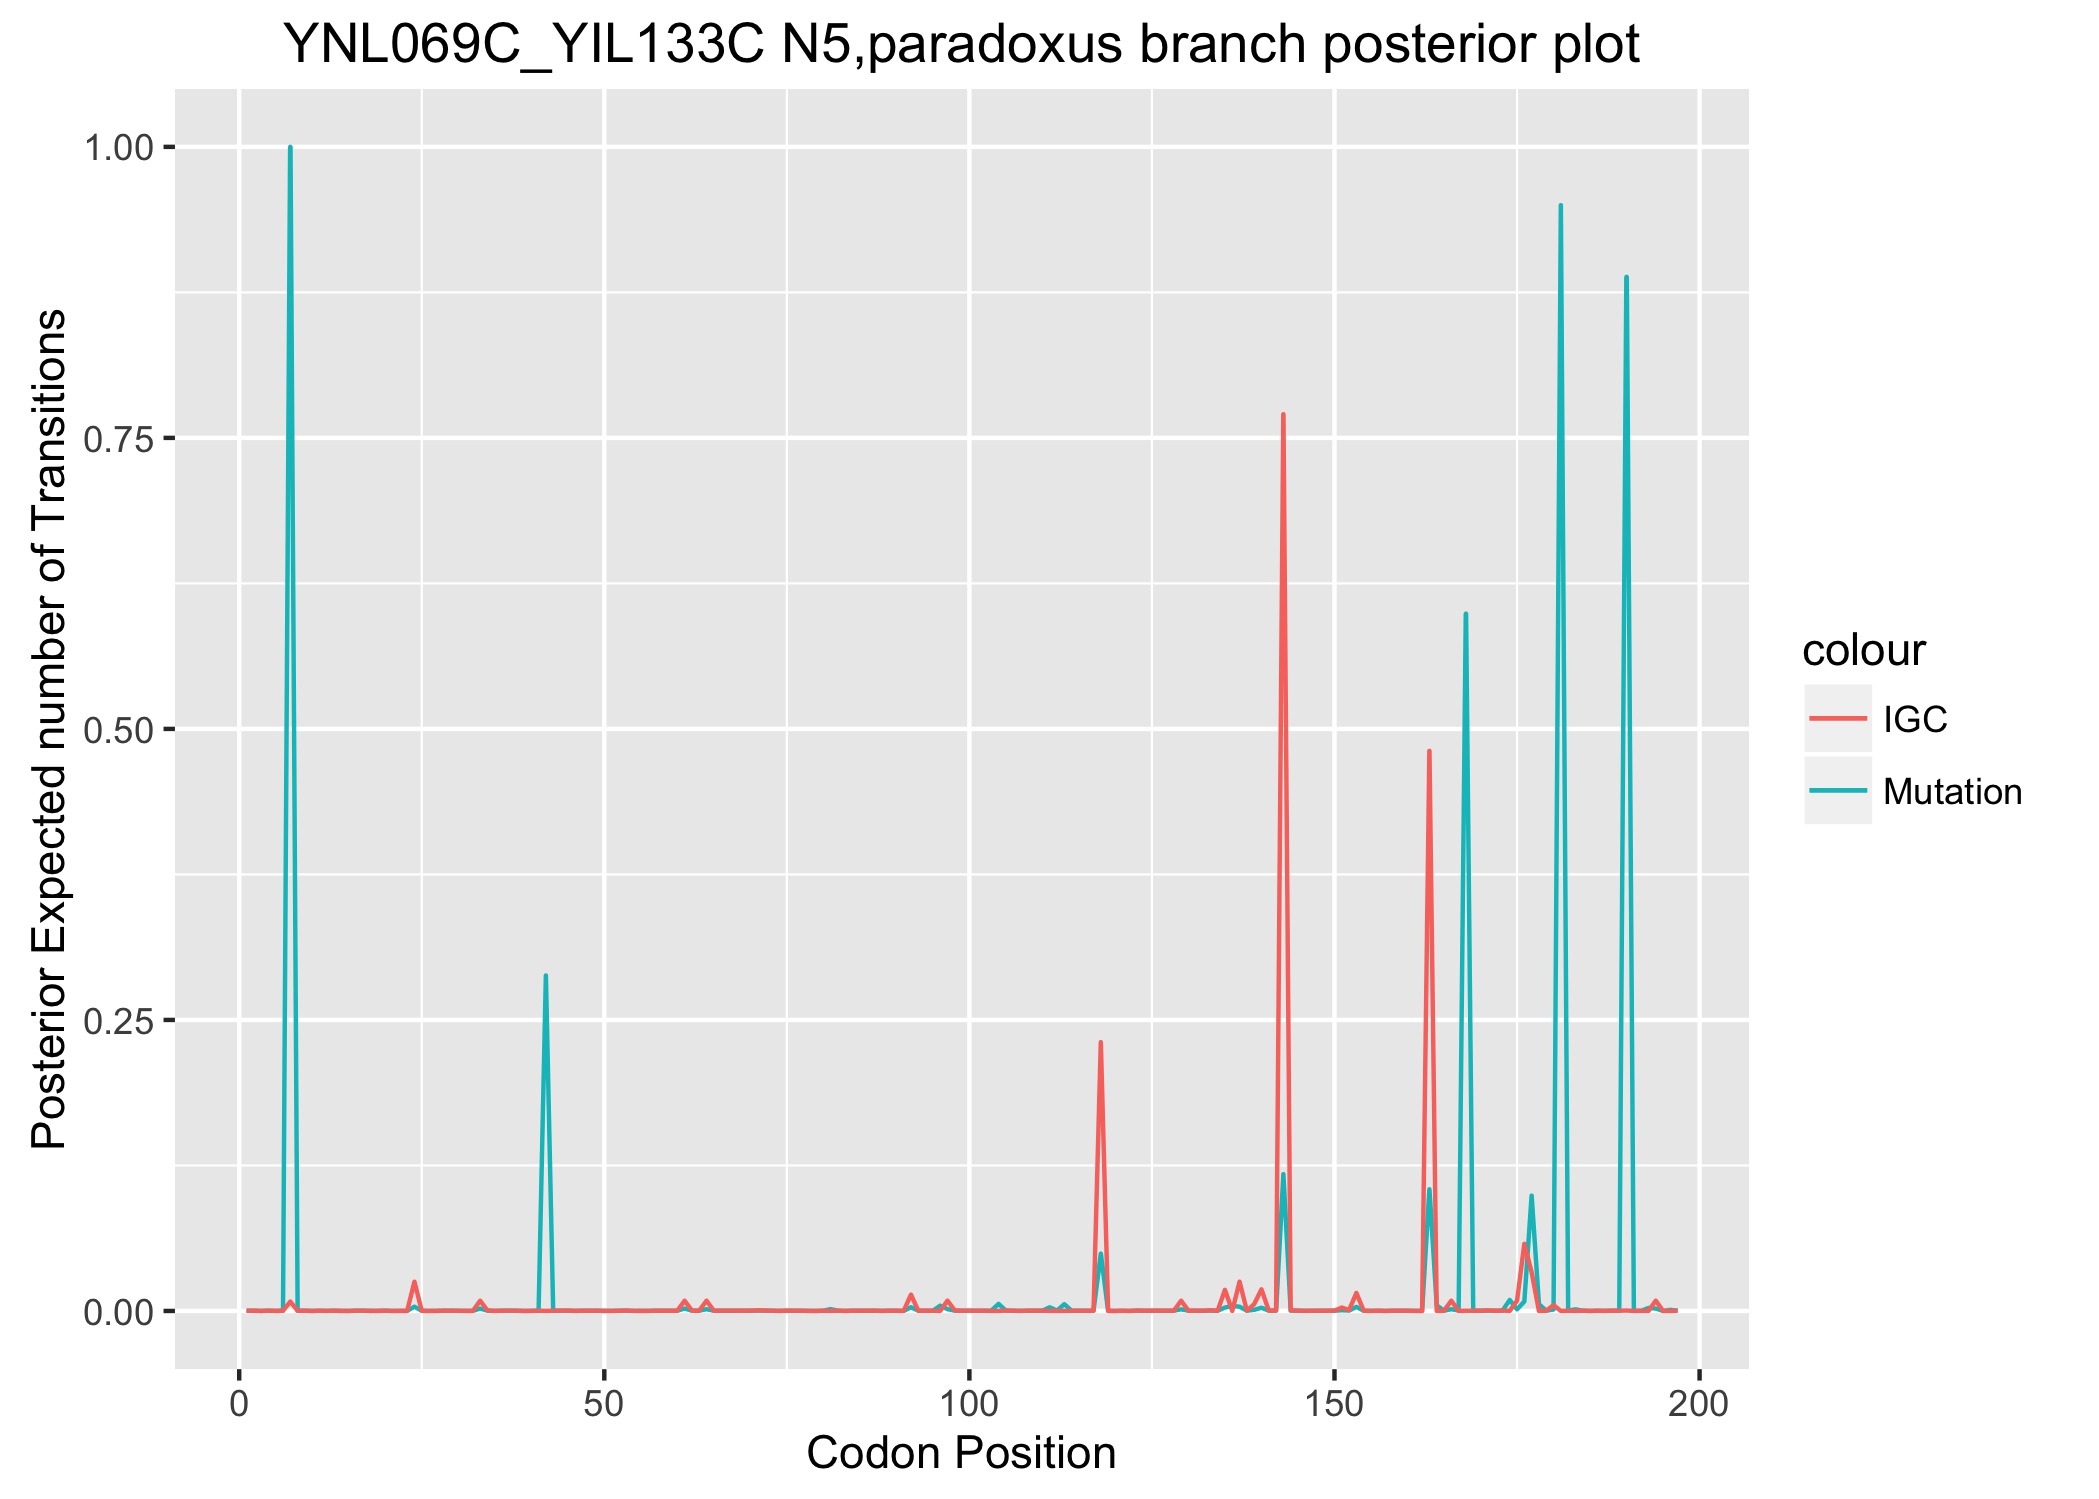 YNL069C_YIL133C N5,paradoxus branch posterior plot
Posterior Expected number of Transitions
1.00
0.75
0.50
0.25
0.00
0 50 100 150 200
Codon Position
colour
IGC
Mutation